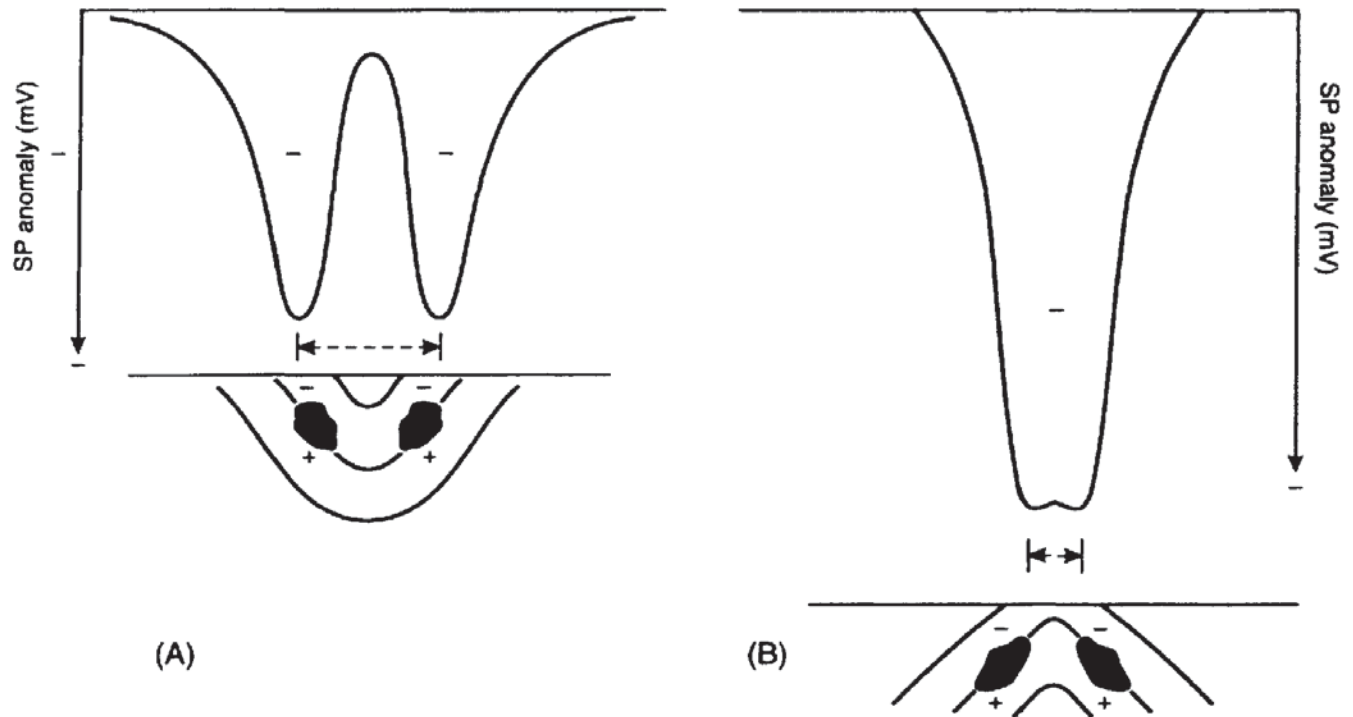 SP anomaly (mV)
–
–
–
–
– –
+ +
(A)
SP anomaly (mV)
–
–
– –
+ +
(B)